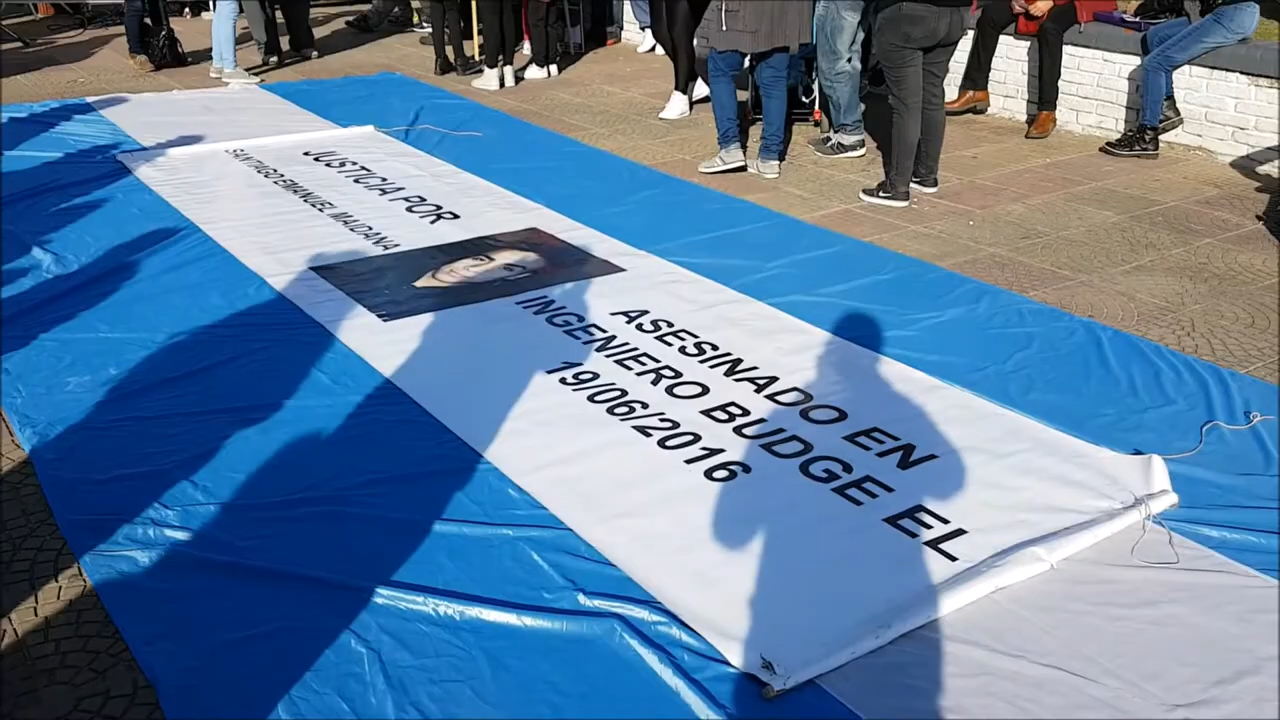 JUSTICIA POR
SANTIAGO EMANUEL MAIDANA
ASESINADO EN
INGENIERO BUDGE EL
19/06/2016